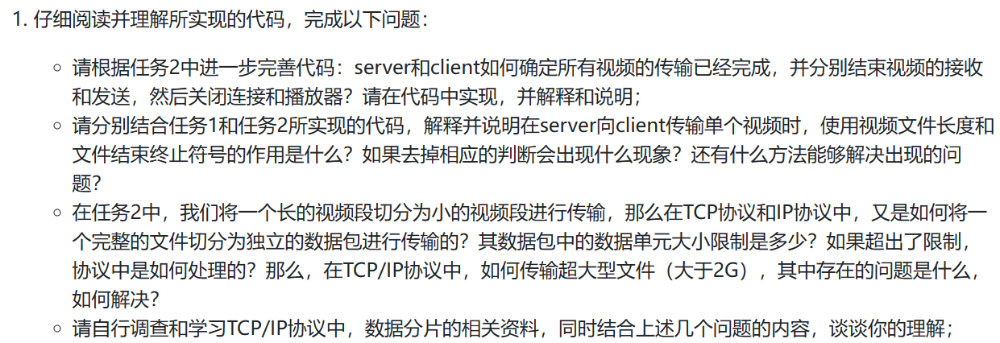 1. 仔细阅读并理解所实现的代码，完成以下问题：
◦ 请根据任务2中进一步完善代码：server和client如何确定所有视频的传输已经完成，并分别结束视频的接收
和发送，然后关闭连接和播放器？请在代码中实现，并解释和说明；
◦ 请分别结合任务1和任务2所实现的代码，解释并说明在server向client传输单个视频时，使用视频文件长度和
文件结束终止符号的作用是什么？如果去掉相应的判断会出现什么现象？还有什么方法能够解决出现的问
题？
◦ 在任务2中，我们将一个长的视频段切分为小的视频段进行传输，那么在TCP协议和IP协议中，又是如何将一
个完整的文件切分为独立的数据包进行传输的？其数据包中的数据单元大小限制是多少？如果超出了限制，
协议中是如何处理的？那么，在TCP/IP协议中，如何传输超大型文件（大于2G），其中存在的问题是什么，
如何解决？
◦ 请自行调查和学习TCP/IP协议中，数据分片的相关资料，同时结合上述几个问题的内容，谈谈你的理解；